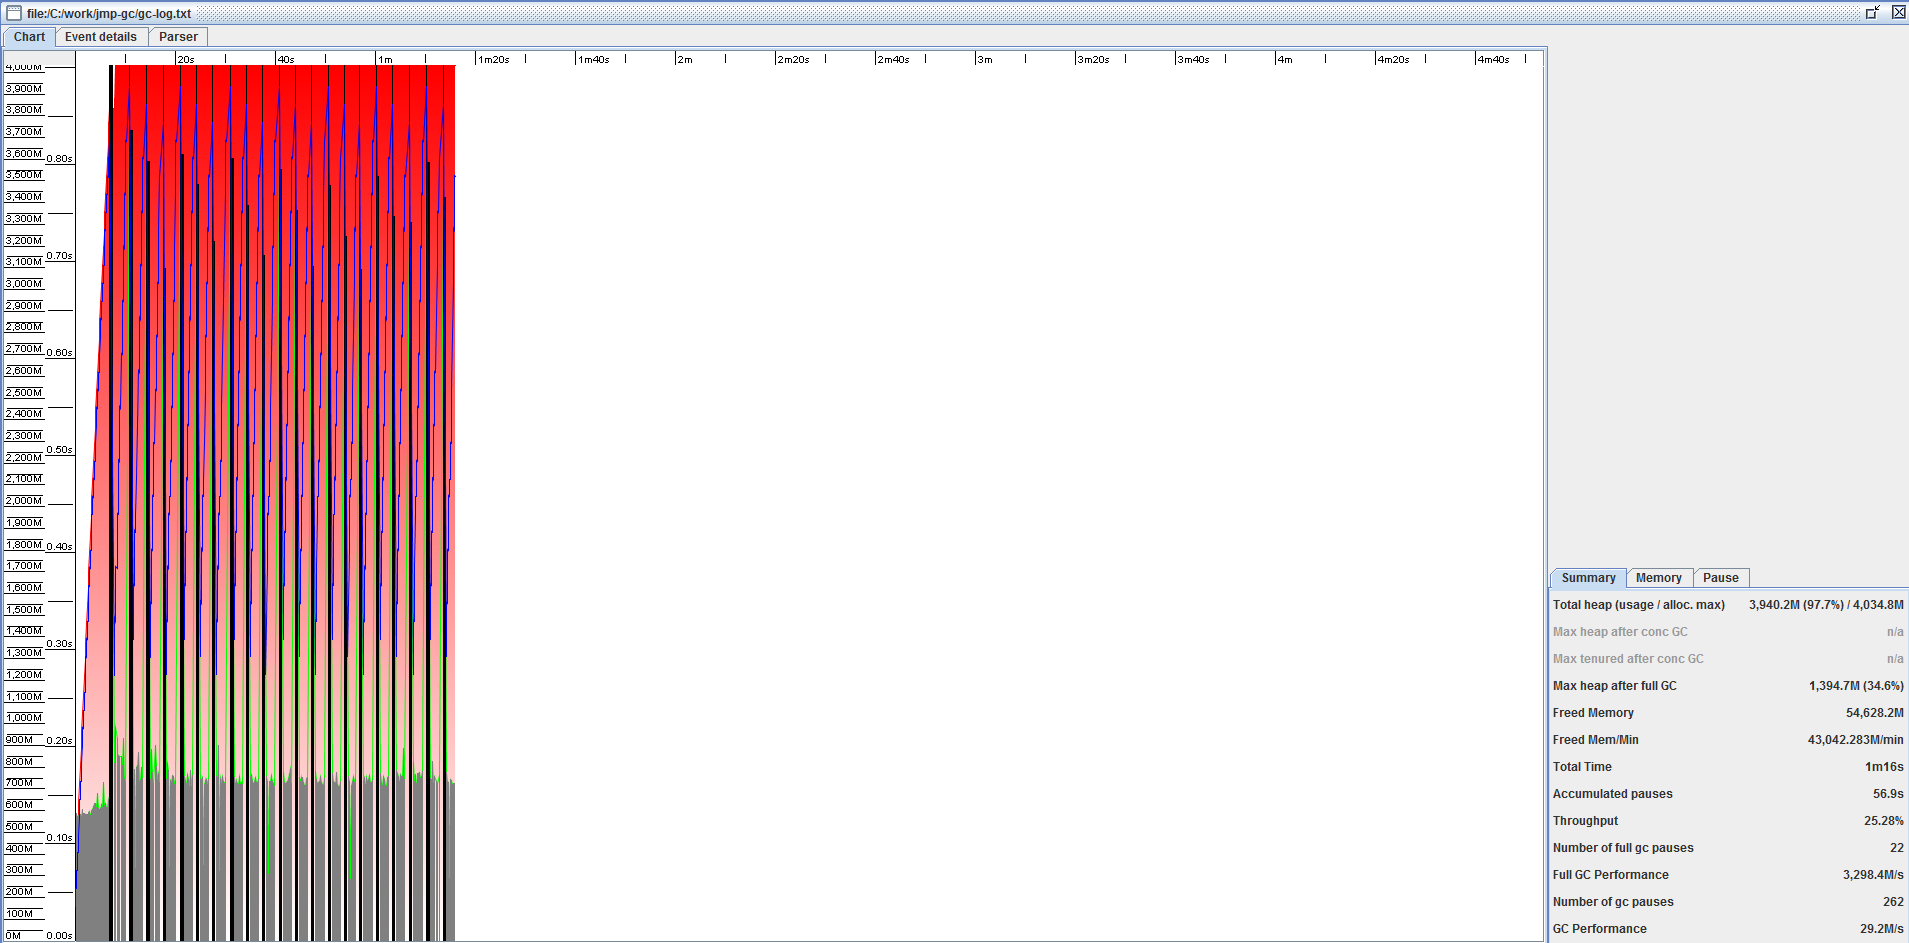 file:/C:/work/jmp-gc/gc-log.txt
Chart Event details Parser
20s 40s 1m 1m20s 1m40s 2m 2m20s 2m40s 3m 3m20s 3m40s 4m 4m20s 4m40s
4,000M
3,900M
3,800M
3,700M
3,600M 0.80s
3,500M
3,400M
3,300M
3,200M
3,100M 0.70s
3,000M
2,900M
2,800M
2,700M 0.60s
2,600M
2,500M
2,400M
2,300M
2,200M 0.50s
2,100M
2,000M
1,900M
1,800M 0.40s
1,700M
1,600M
1,500M
1,400M
1,300M 0.30s
1,200M
1,100M
1,000M
900M 0.20s
800M
700M
600M
500M
400M 0.10s
300M
200M
100M
0M 0.00s
Summary Memory Pause
Total heap (usage / alloc. max) 3,940.2M (97.7%) / 4,034.8M
Max heap after conc GC n/a
Max tenured after conc GC n/a
Max heap after full GC 1,394.7M (34.6%)
Freed Memory 54,628.2M
Freed Mem/Min 43,042.283M/min
Total Time 1m16s
Accumulated pauses 56.9s
Throughput 25.28%
Number of full gc pauses 22
Full GC Performance 3,298.4M/s
Number of gc pauses 262
GC Performance 29.2M/s